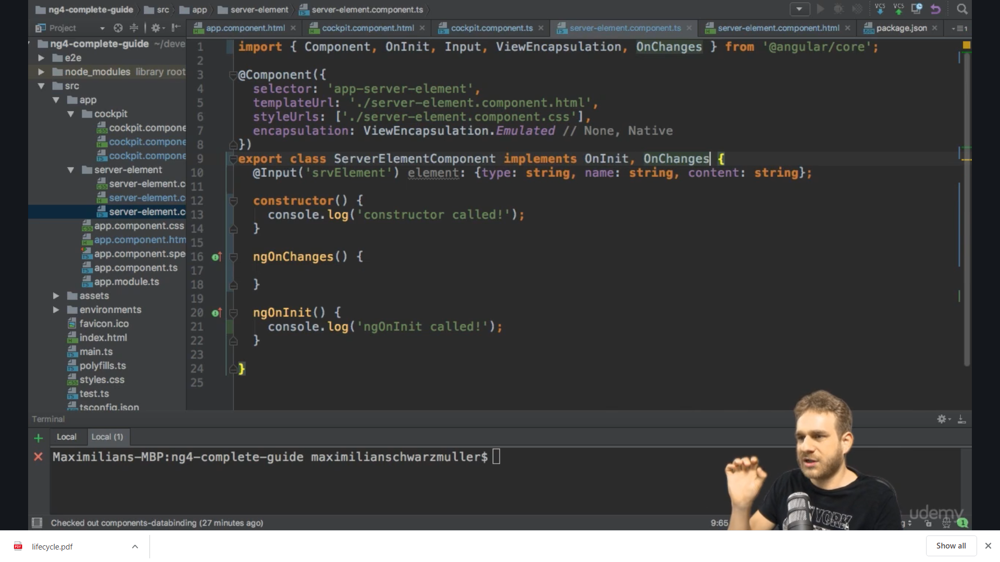 ng4-complete-guide src app server-element server-element.component.ts
VCS VCS
Project
app.component.html cockpit.component.html cockpit.component.ts server-element.component.ts server-element.component.html package.json
ng4-complete-guide ~/deve
e2e
node_modules library root
src
app
cockpit
cockpit.compone
cockpit.compone
cockpit.compone
server-element
server-element.c
server-element.c
server-element.c
app.component.css
app.component.htm
app.component.spe
app.component.ts
app.module.ts
assets
environments
favicon.ico
index.html
main.ts
polyfills.ts
styles.css
test.ts
tsconfig.json
1 import { Component, OnInit, Input, ViewEncapsulation, OnChanges } from '@angular/core';
2
3 @Component({
4 selector: 'app-server-element',
5 templateUrl: './server-element.component.html',
6 styleUrls: ['./server-element.component.css'],
7 encapsulation: ViewEncapsulation.Emulated // None, Native
8 })
9 export class ServerElementComponent implements OnInit, OnChanges {
10 @Input('srvElement') element: {type: string, name: string, content: string};
11
12 constructor() {
13 console.log('constructor called!');
14 }
15
16 ngOnChanges() {
17
18 }
19
20 ngOnInit() {
21 console.log('ngOnInit called!');
22 }
23
24 }
25
Terminal
Local Local (1)
Maximilians-MBP:ng4-complete-guide maximilianschwarzmuller$
YORK
udemy
Checked out components-databinding (27 minutes ago) 9:65 1
lifecycle.pdf Show all